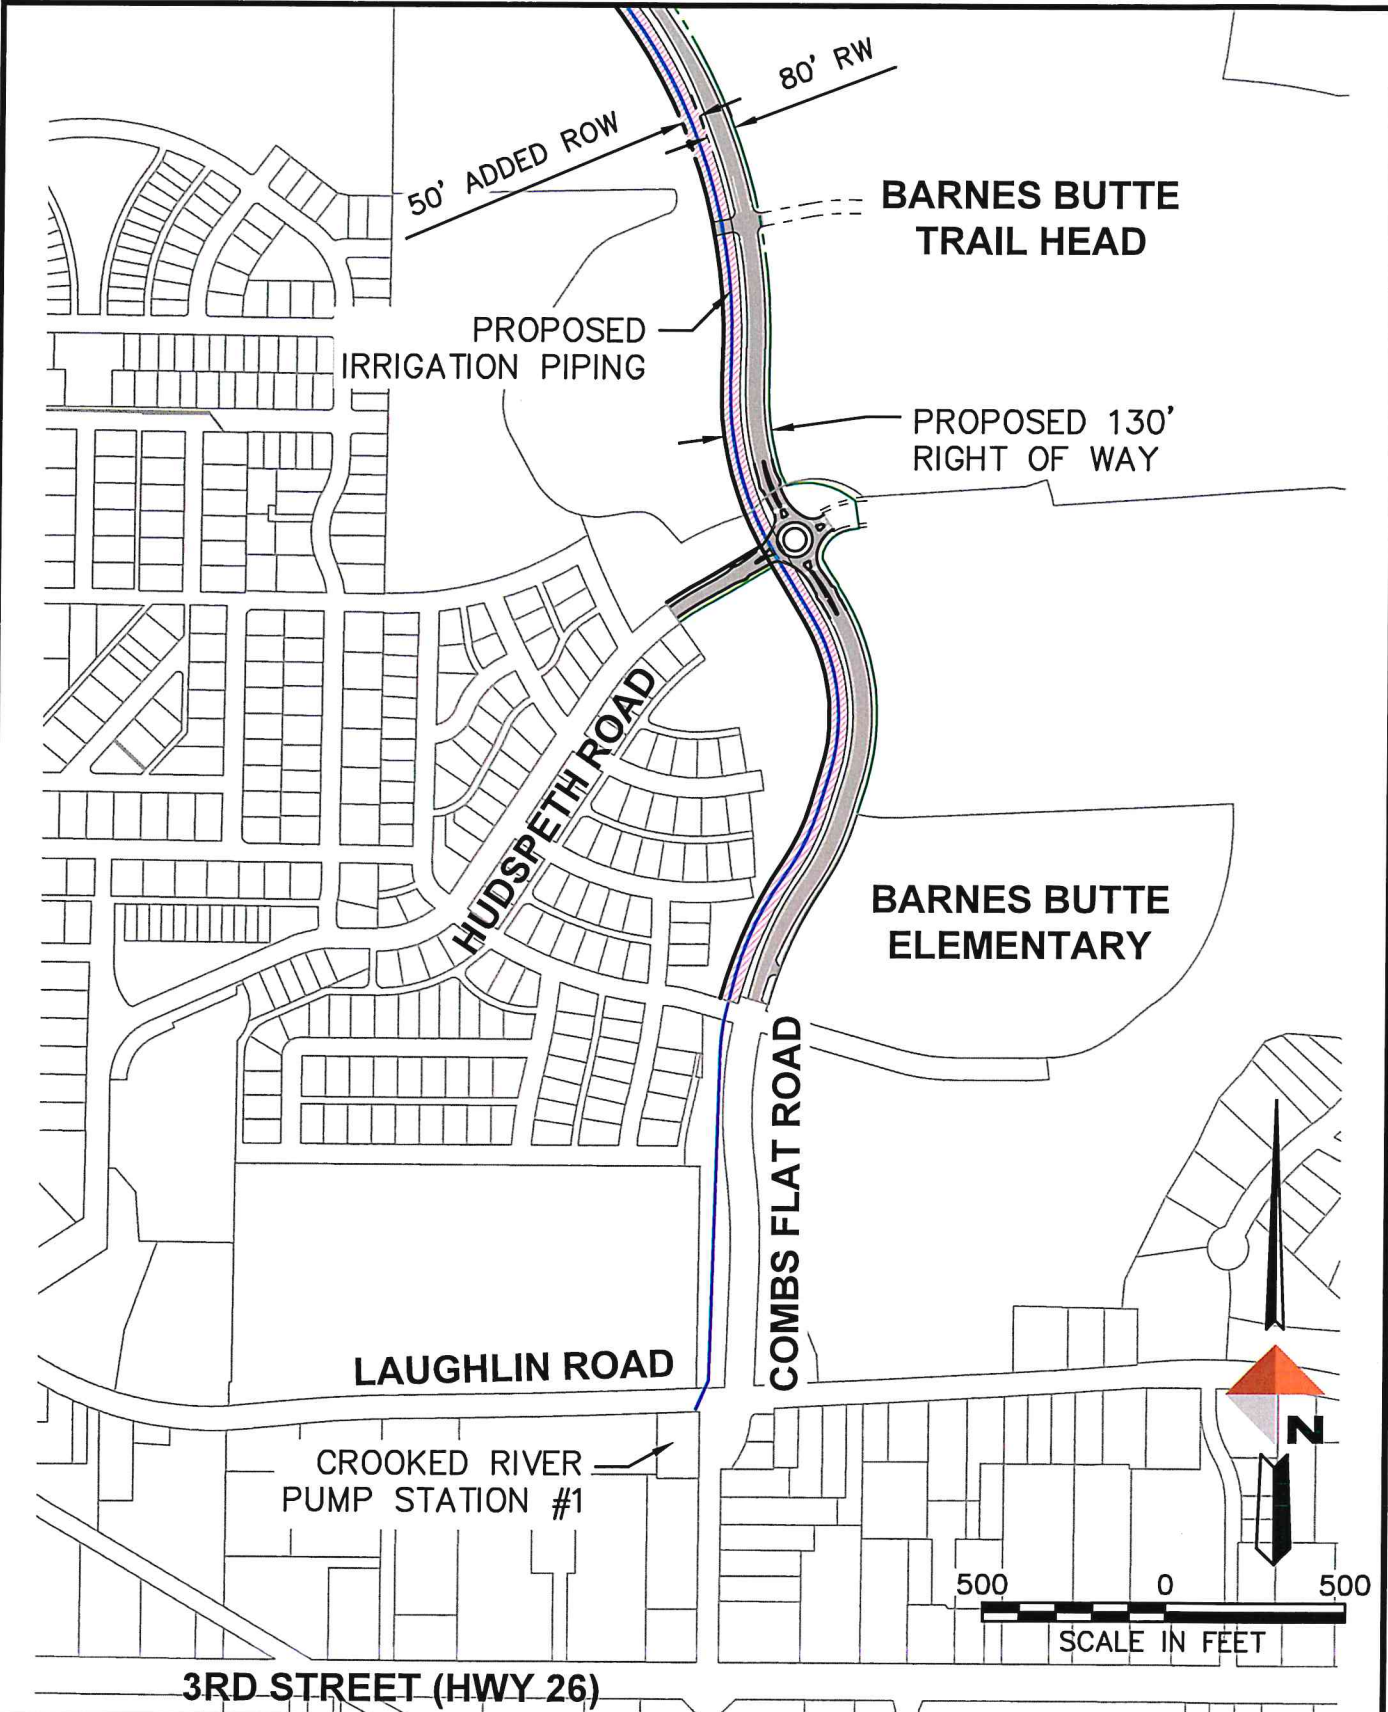 80' RW
50' ADDED ROW
BARNES BUTTE
TRAIL HEAD
PROPOSED
IRRIGATION PIPING
PROPOSED 130'
RIGHT OF WAY
HUDSPETH ROAD
BARNES BUTTE
ELEMENTARY
COMBS FLAT ROAD
LAUGHLIN ROAD
N
CROOKED RIVER
PUMP STATION #1
500 0 500
SCALE IN FEET
3RD STREET (HWY 26)